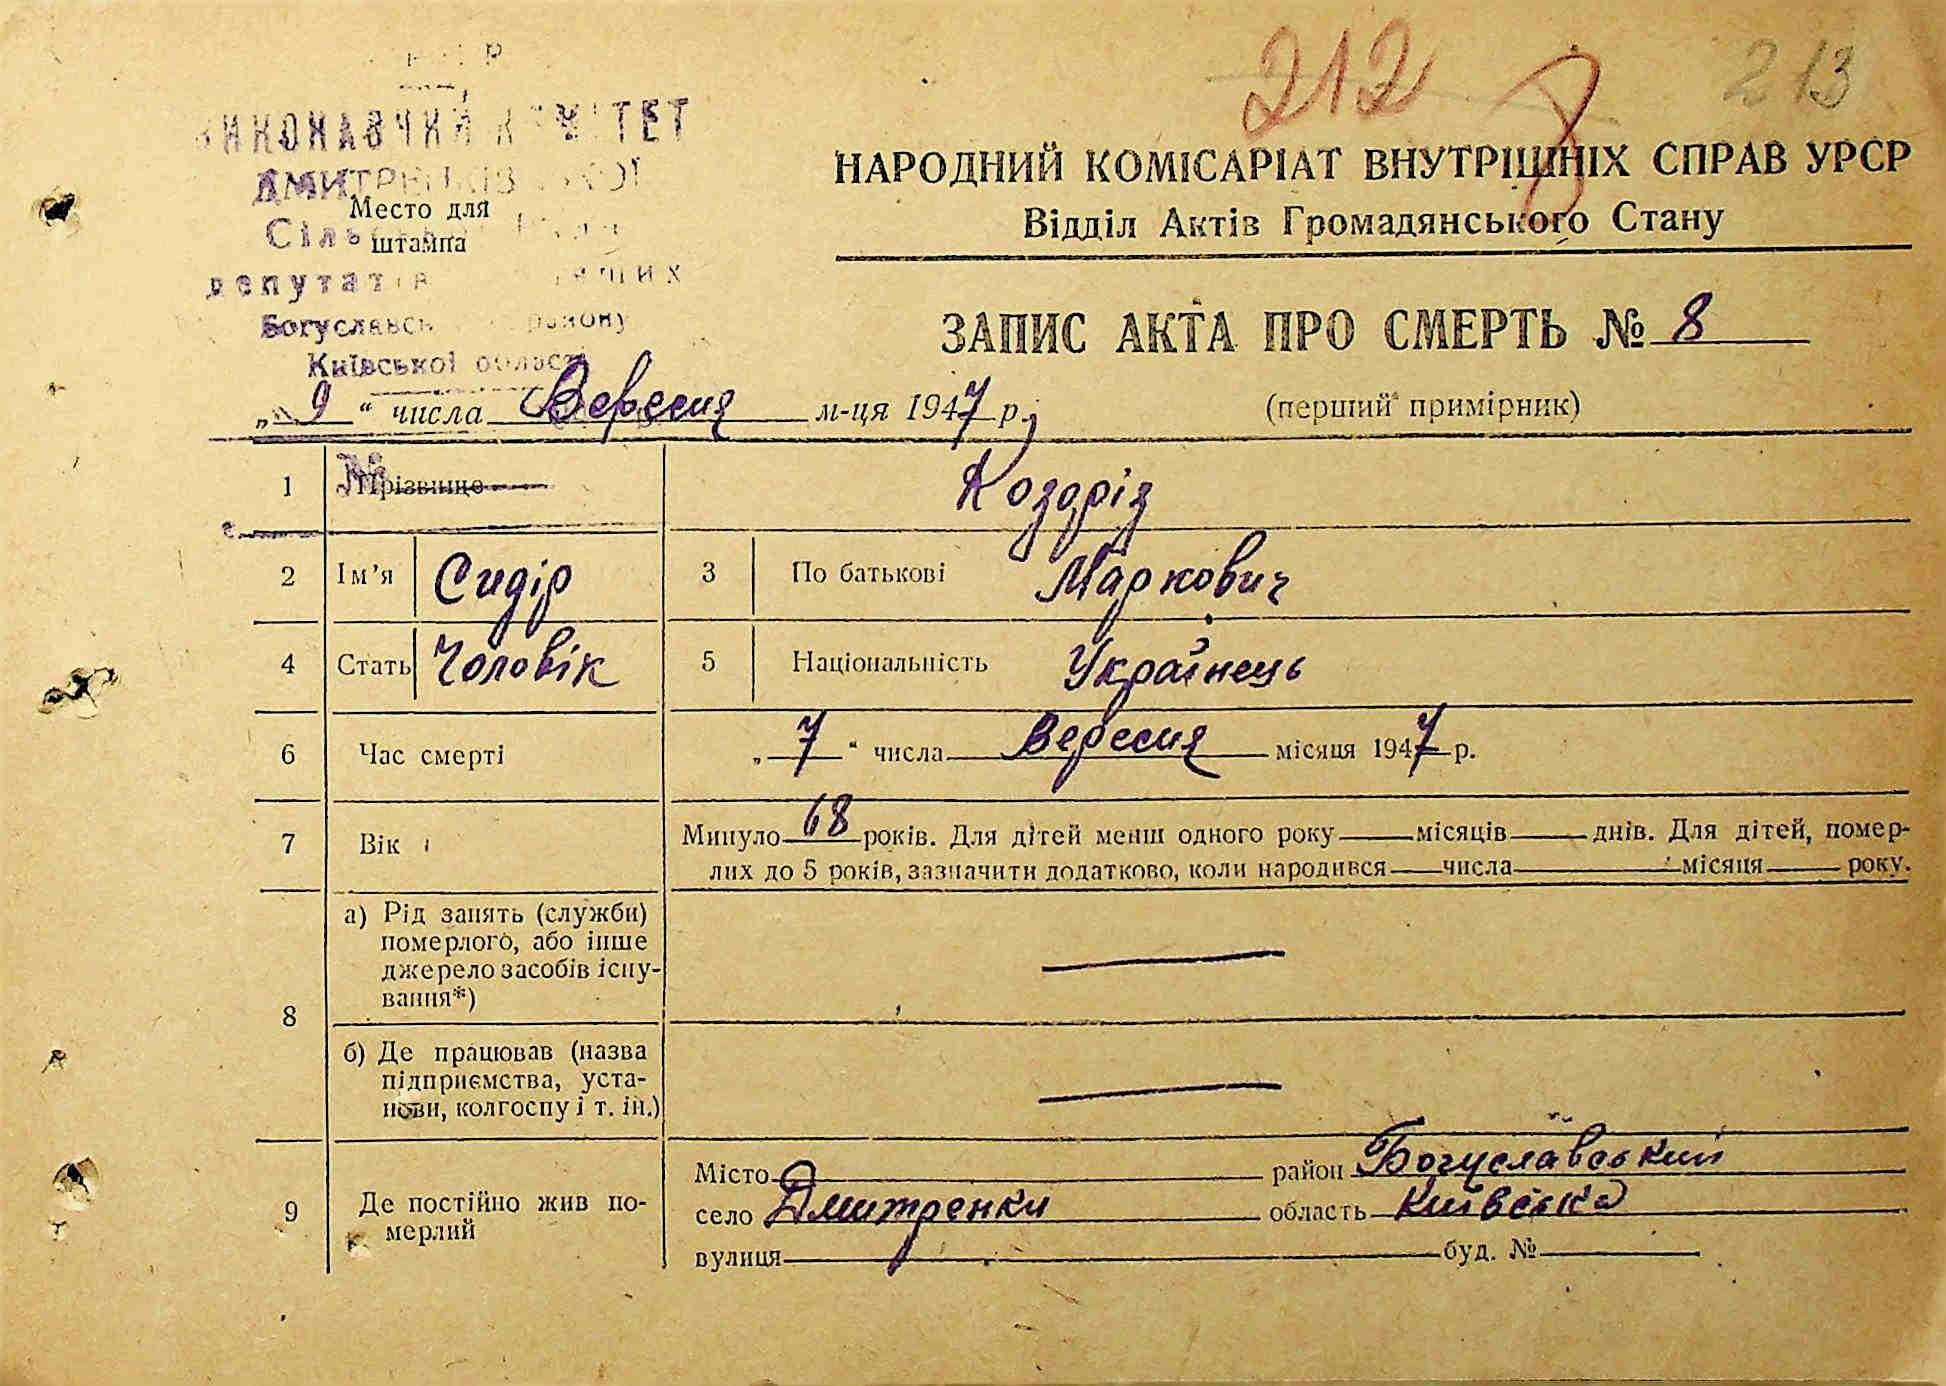 212
213
ВИКОНАВЧИЙ КОМІТЕТ
ДМИТРЕНКІВСЬКОЇ
Место для
штампа
депутатів
Богуславськ району
Київської області
НАРОДНИЙ КОМІСАРІАТ ВНУТРІШНІХ СПРАВ УРСР
Відділ Актів Громадянського Стану
ЗАПИС АКТА ПРО СМЕРТЬ № 8
„ 9 “ числа Вересня м-ця 1947 р.
(перший примірник)
1 Прізвище Козоріз
2 Ім’я Сидір 3 По батькові Маркович
4 Стать Чоловік 5 Національність Українець
6 Час смерті „ 7 “ числа Вересня місяця 1947 р.
7 Вік Минуло 68 років. Для дітей менш одного року місяців днів. Для дітей, помер-
лих до 5 років, зазначити додатково, коли народився числа місяця року.
8 а) Рід занять (служби)
померлого, або інше
джерело засобів існу-
вання*)
б) Де працював (назва
підприємства, уста-
нови, колгоспу і т. ін.)
9 Де постійно жив по-
мерлий
Місто район Богуславський
село Дмитренки область Київська
вулиця буд. №